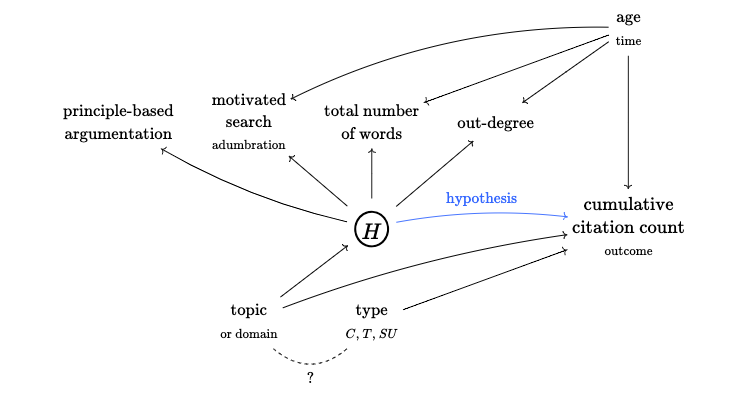 age
time
motivated
search
adumbration
principle-based
argumentation
total number
of words
out-degree
hypothesis
cumulative
citation count
outcome
H
topic
or domain
type
C, T, SU
?